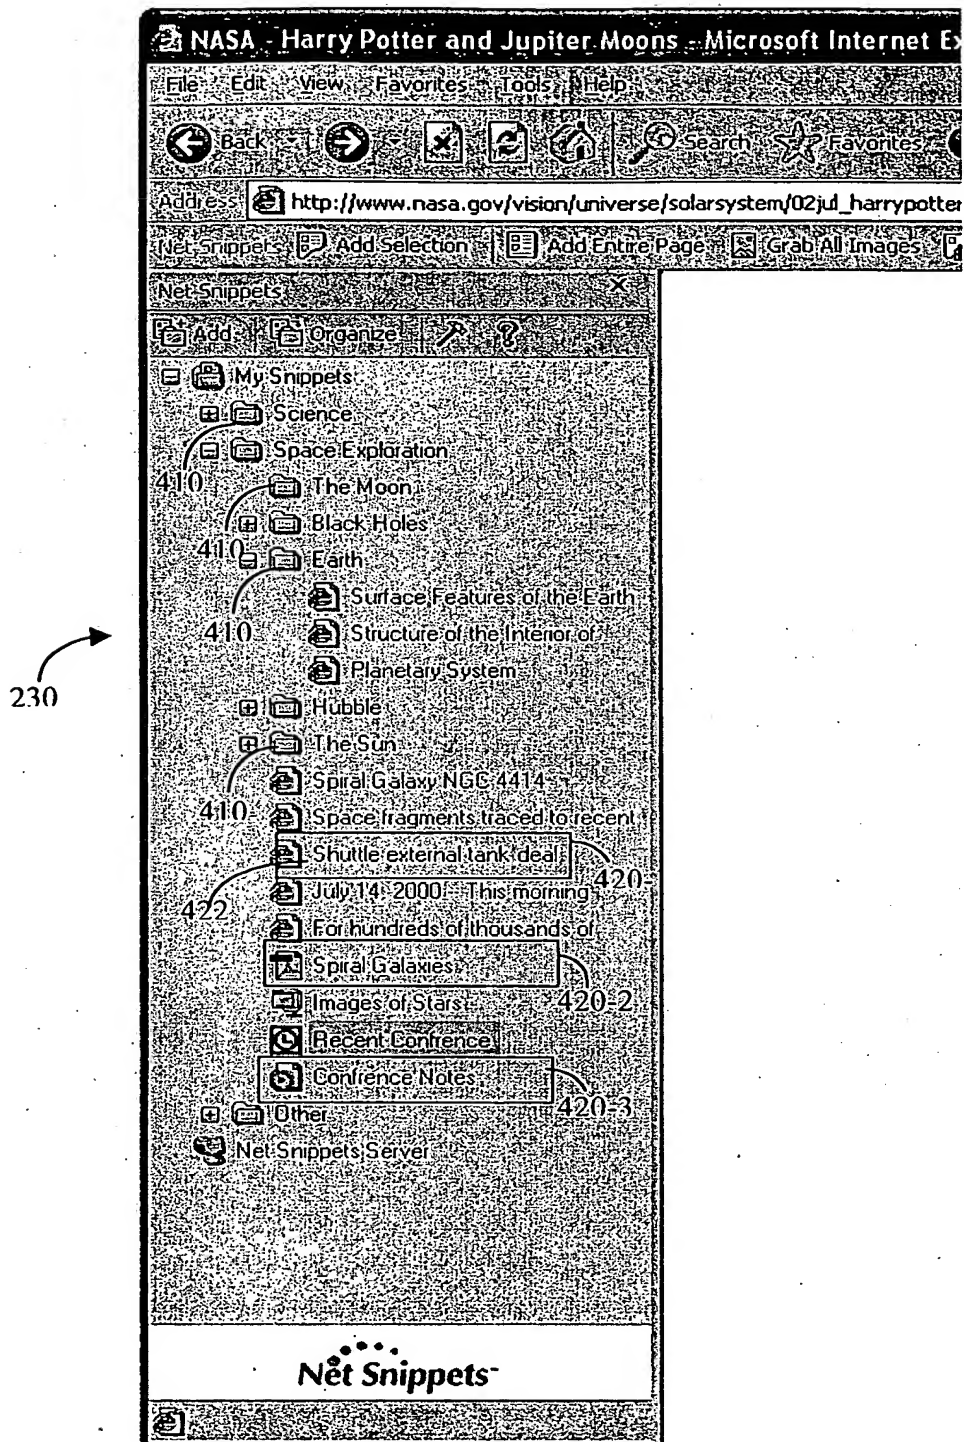 NASA - Harry Potter and Jupiter Moons - Microsoft Internet Ex
File Edit View Favorites Tools Help
Back Search Favorites
Address http://www.nasa.gov/vision/universe/solarsystem/02jul_harrypotter
Net Snippets Add Selection Add Entire Page Grab All Images
Net Snippets ×
Add Organize ?
My Snippets
Science
Space Exploration
410
The Moon
Black Holes
410
Earth
Surface Features of the Earth
410
Structure of the Interior of
Planetary System
230
Hubble
The Sun
Spiral Galaxy NGC 4414
410
Space fragments traced to recent
Shuttle external tank deal
420
July 14, 2000 This morning
422
For hundreds of thousands of
Spiral Galaxies
420-2
Images of Stars
Recent Confrence
Confrence Notes
420-3
Other
Net Snippets Server
Net Snippets